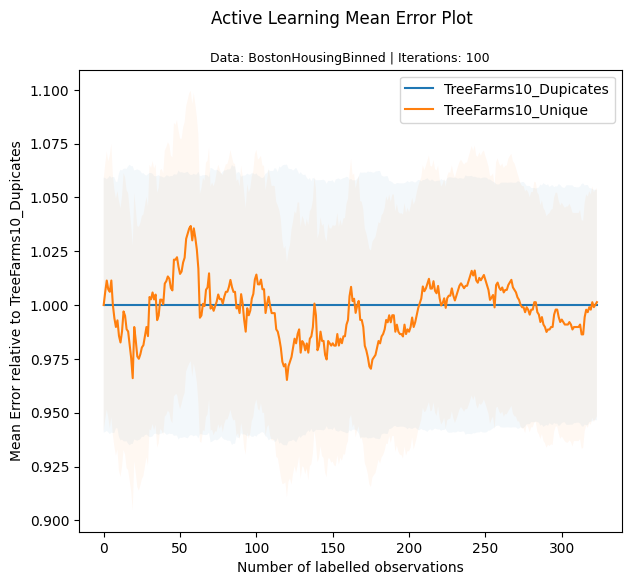 Active Learning Mean Error Plot
Data: BostonHousingBinned | Iterations: 100
TreeFarms10_Dupicates
TreeFarms10_Unique
Mean Error relative to TreeFarms10_Dupicates
1.100
1.075
1.050
1.025
1.000
0.975
0.950
0.925
0.900
0 50 100 150 200 250 300
Number of labelled observations